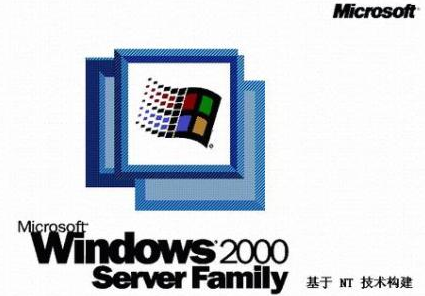 Microsoft
Microsoft
Windows 2000
Server Family
基于 NT 技术构建